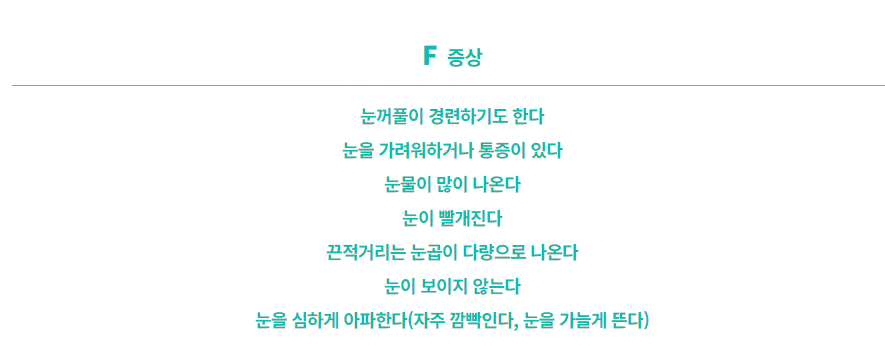 F 증상
눈꺼풀이 경련하기도 한다
눈을 가려워하거나 통증이 있다
눈물이 많이 나온다
눈이 빨개진다
끈적거리는 눈곱이 다량으로 나온다
눈이 보이지 않는다
눈을 심하게 아파한다(자주 깜빡인다, 눈을 가늘게 뜬다)